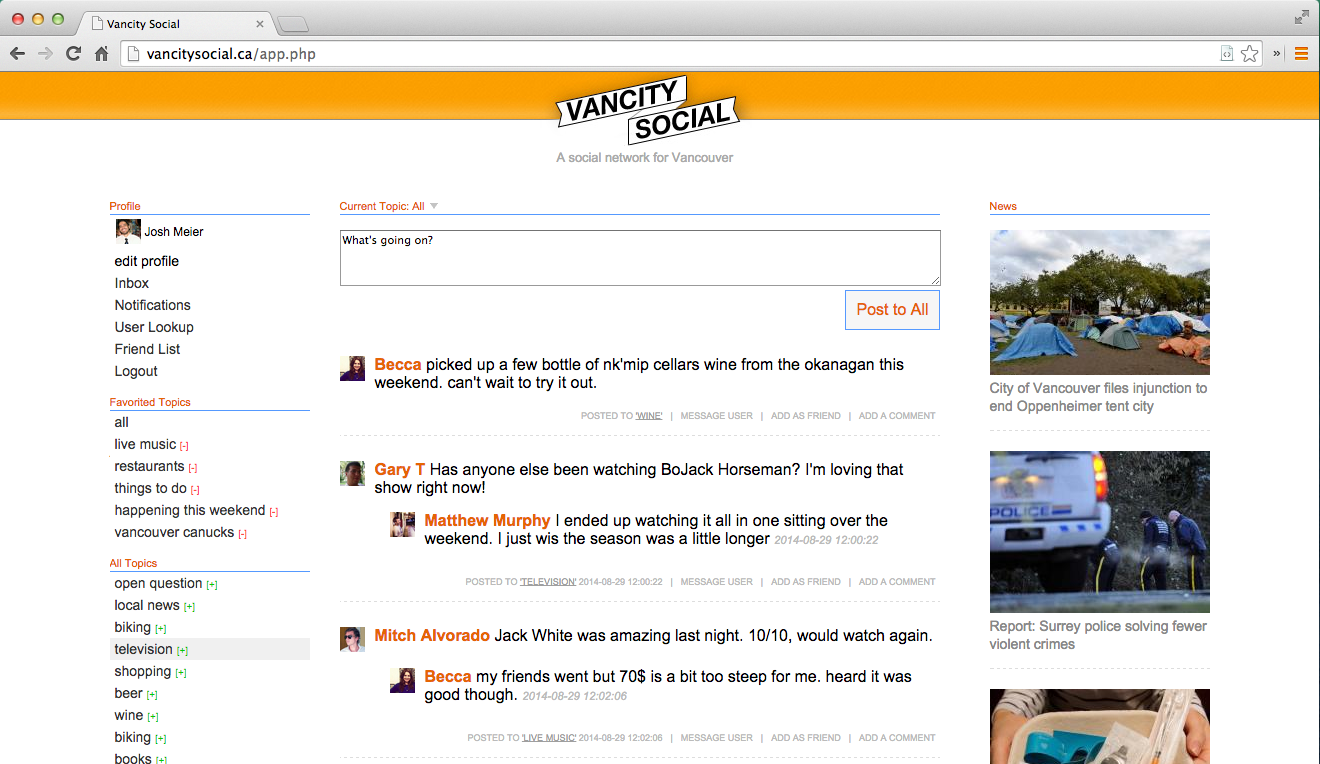 Vancity Social
vancitysocial.ca/app.php
VANCITY
SOCIAL
A social network for Vancouver
Profile
Josh Meier
edit profile
Inbox
Notifications
User Lookup
Friend List
Logout
Favorited Topics
all
live music [-]
restaurants [-]
things to do [-]
happening this weekend [-]
vancouver canucks [-]
All Topics
open question [+]
local news [+]
biking [+]
television [+]
shopping [+]
beer [+]
wine [+]
biking [+]
books [+]
Current Topic: All
What's going on?
Post to All
Becca picked up a few bottle of nk'mip cellars wine from the okanagan this
weekend. can't wait to try it out.
POSTED TO 'WINE' | MESSAGE USER | ADD AS FRIEND | ADD A COMMENT
Gary T Has anyone else been watching BoJack Horseman? I'm loving that
show right now!
Matthew Murphy I ended up watching it all in one sitting over the
weekend. I just wis the season was a little longer 2014-08-29 12:00:22
POSTED TO 'TELEVISION' 2014-08-29 12:00:22 | MESSAGE USER | ADD AS FRIEND | ADD A COMMENT
Mitch Alvorado Jack White was amazing last night. 10/10, would watch again.
Becca my friends went but 70$ is a bit too steep for me. heard it was
good though. 2014-08-29 12:02:06
POSTED TO 'LIVE MUSIC' 2014-08-29 12:02:06 | MESSAGE USER | ADD AS FRIEND | ADD A COMMENT
News
City of Vancouver files injunction to
end Oppenheimer tent city
POLICE
Report: Surrey police solving fewer
violent crimes